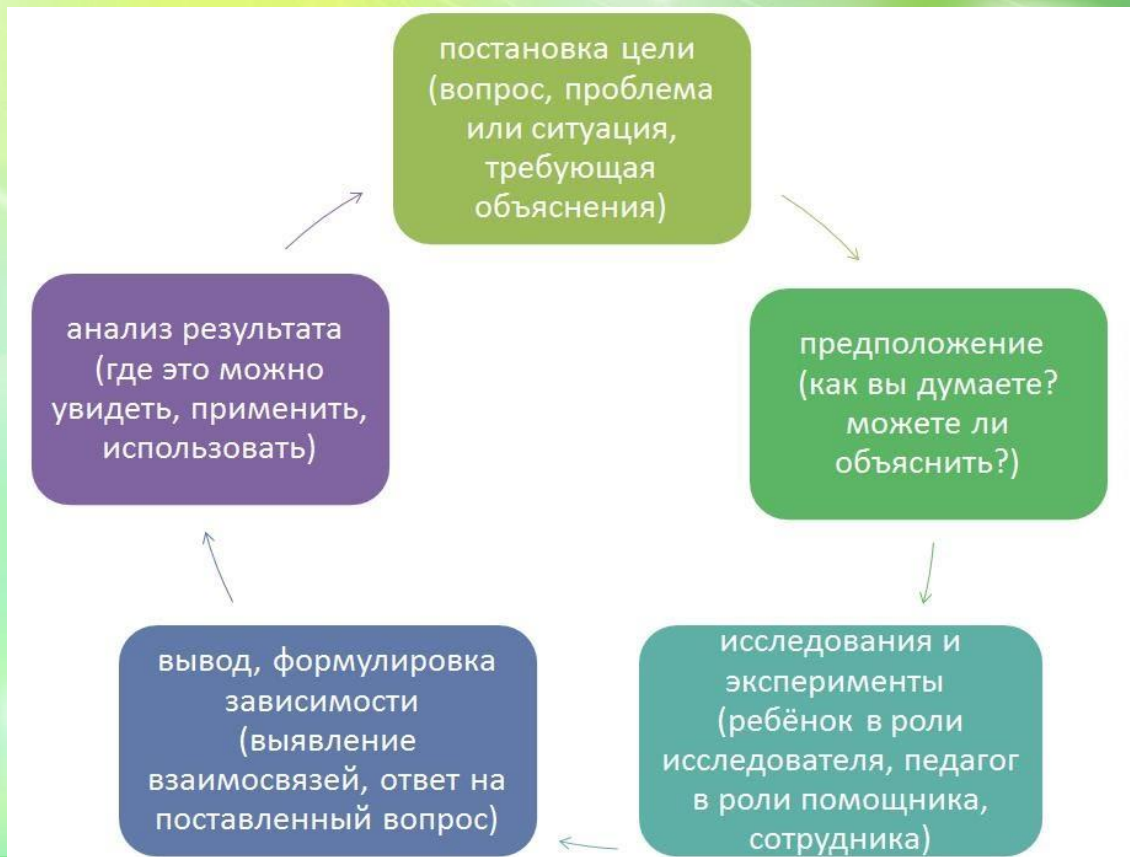 постановка цели
(вопрос, проблема
или ситуация,
требующая
объяснения)
предположение
(как вы думаете?
можете ли
объяснить?)
исследования и
эксперименты
(ребёнок в роли
исследователя, педагог
в роли помощника,
сотрудника)
вывод, формулировка
зависимости
(выявление
взаимосвязей, ответ на
поставленный вопрос)
анализ результата
(где это можно
увидеть, применить,
использовать)